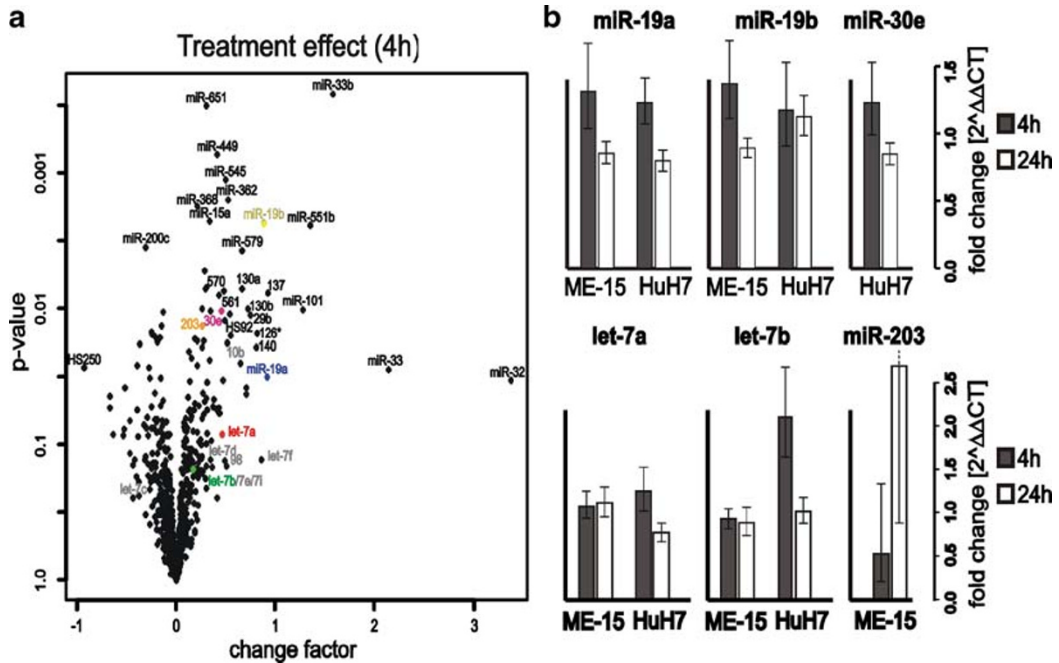 a
Treatment effect (4h)
miR-33b
miR-651
miR-449
miR-545
miR-362
miR-368
miR-15a
miR-19b
miR-551b
miR-200c
miR-579
570
130a
137
561
130b
miR-101
203
30e
29b
HS92
126*
10b
140
HS250
miR-19a
miR-33
miR-32
let-7a
let-7d
98
let-7f
let-7b/7e/7i
let-7c
0.001
0.01
0.1
1.0
p-value
-1 0 1 2 3
change factor
b
miR-19a miR-19b miR-30e
1.5
1.0
0.5
0.0
fold change [2^ΔΔCT]
4h
24h
ME-15 HuH7 ME-15 HuH7 ME-15
let-7a let-7b miR-203
2.5
2.0
1.5
1.0
0.5
0.0
fold change [2^ΔΔCT]
4h
24h
ME-15 HuH7 ME-15 HuH7 ME-15